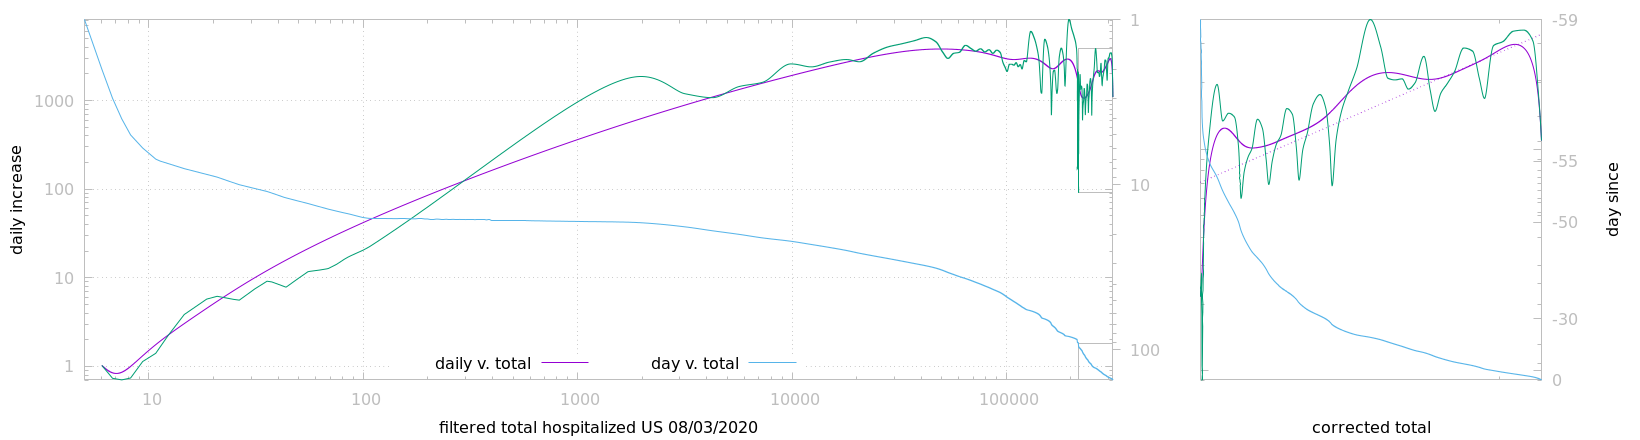 1
-59
1000
daily increase
100
10
-55
day since
-50
10
-30
1
daily v. total
day v. total
100
0
10
100
1000
10000
100000
filtered total hospitalized US 08/03/2020
corrected total